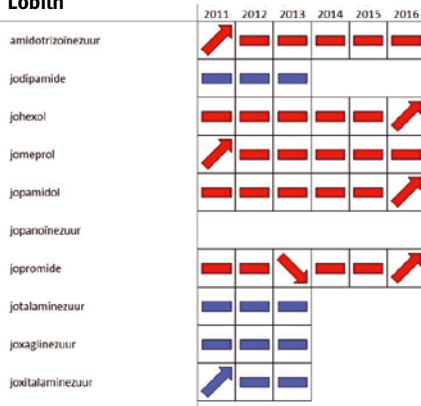 Lobith
2011 2012 2013 2014 2015 2016
amidotrizoïnezuur
jodipamide
johexol
jomeprol
jopamidol
jopanoïnezuur
jopromide
jotalaminezuur
joxaglinezuur
joxitalaminezuur